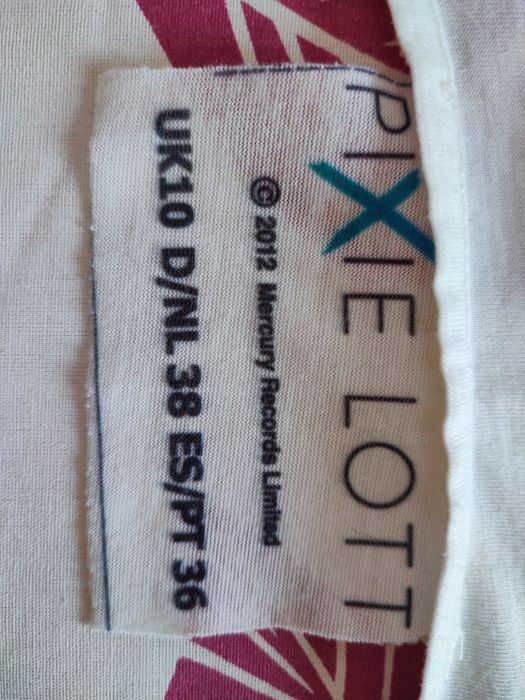 PIXIE LOTT
© 2012 Mercury Records Limited
UK10 D/NL 38 ES/PT 36